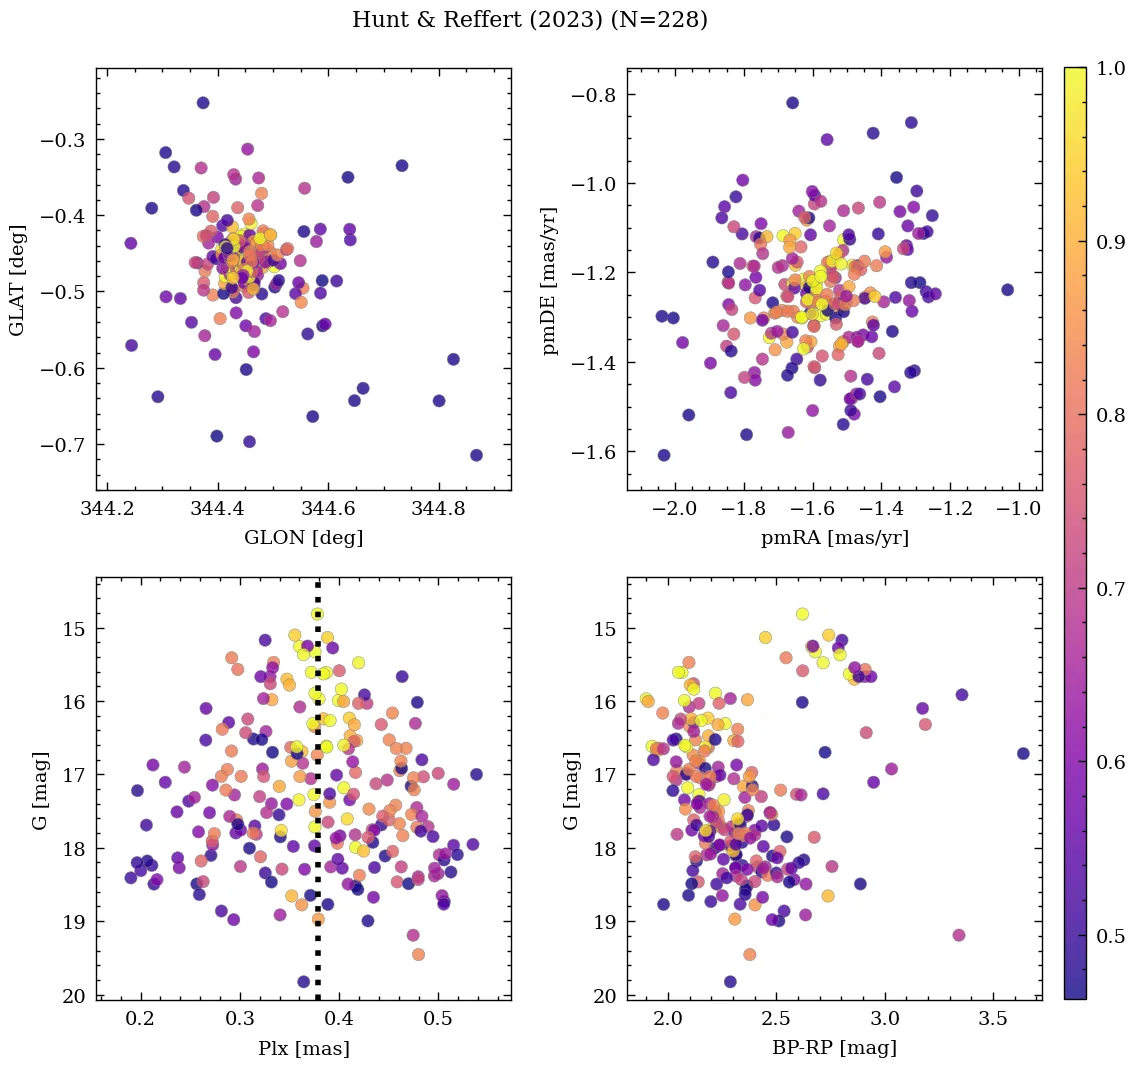 Hunt & Reffert (2023) (N=228)
−0.3
−0.4
−0.5
−0.6
−0.7
GLAT [deg]
344.2 344.4 344.6 344.8
GLON [deg]
−0.8
−1.0
−1.2
−1.4
−1.6
pmDE [mas/yr]
−2.0 −1.8 −1.6 −1.4 −1.2 −1.0
pmRA [mas/yr]
15
16
17
18
19
20
G [mag]
0.2 0.3 0.4 0.5
Plx [mas]
15
16
17
18
19
20
G [mag]
2.0 2.5 3.0 3.5
BP-RP [mag]
1.0
0.9
0.8
0.7
0.6
0.5